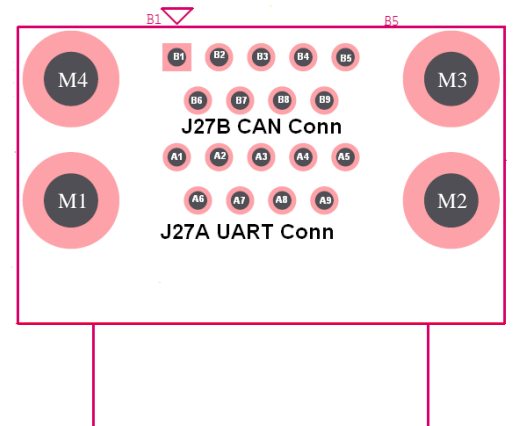 B1 B5
B1 B2 B3 B4 B5
M4 M3
B6 B7 B8 B9
J27B CAN Conn
A1 A2 A3 A4 A5
M1 A6 A7 A8 A9 M2
J27A UART Conn